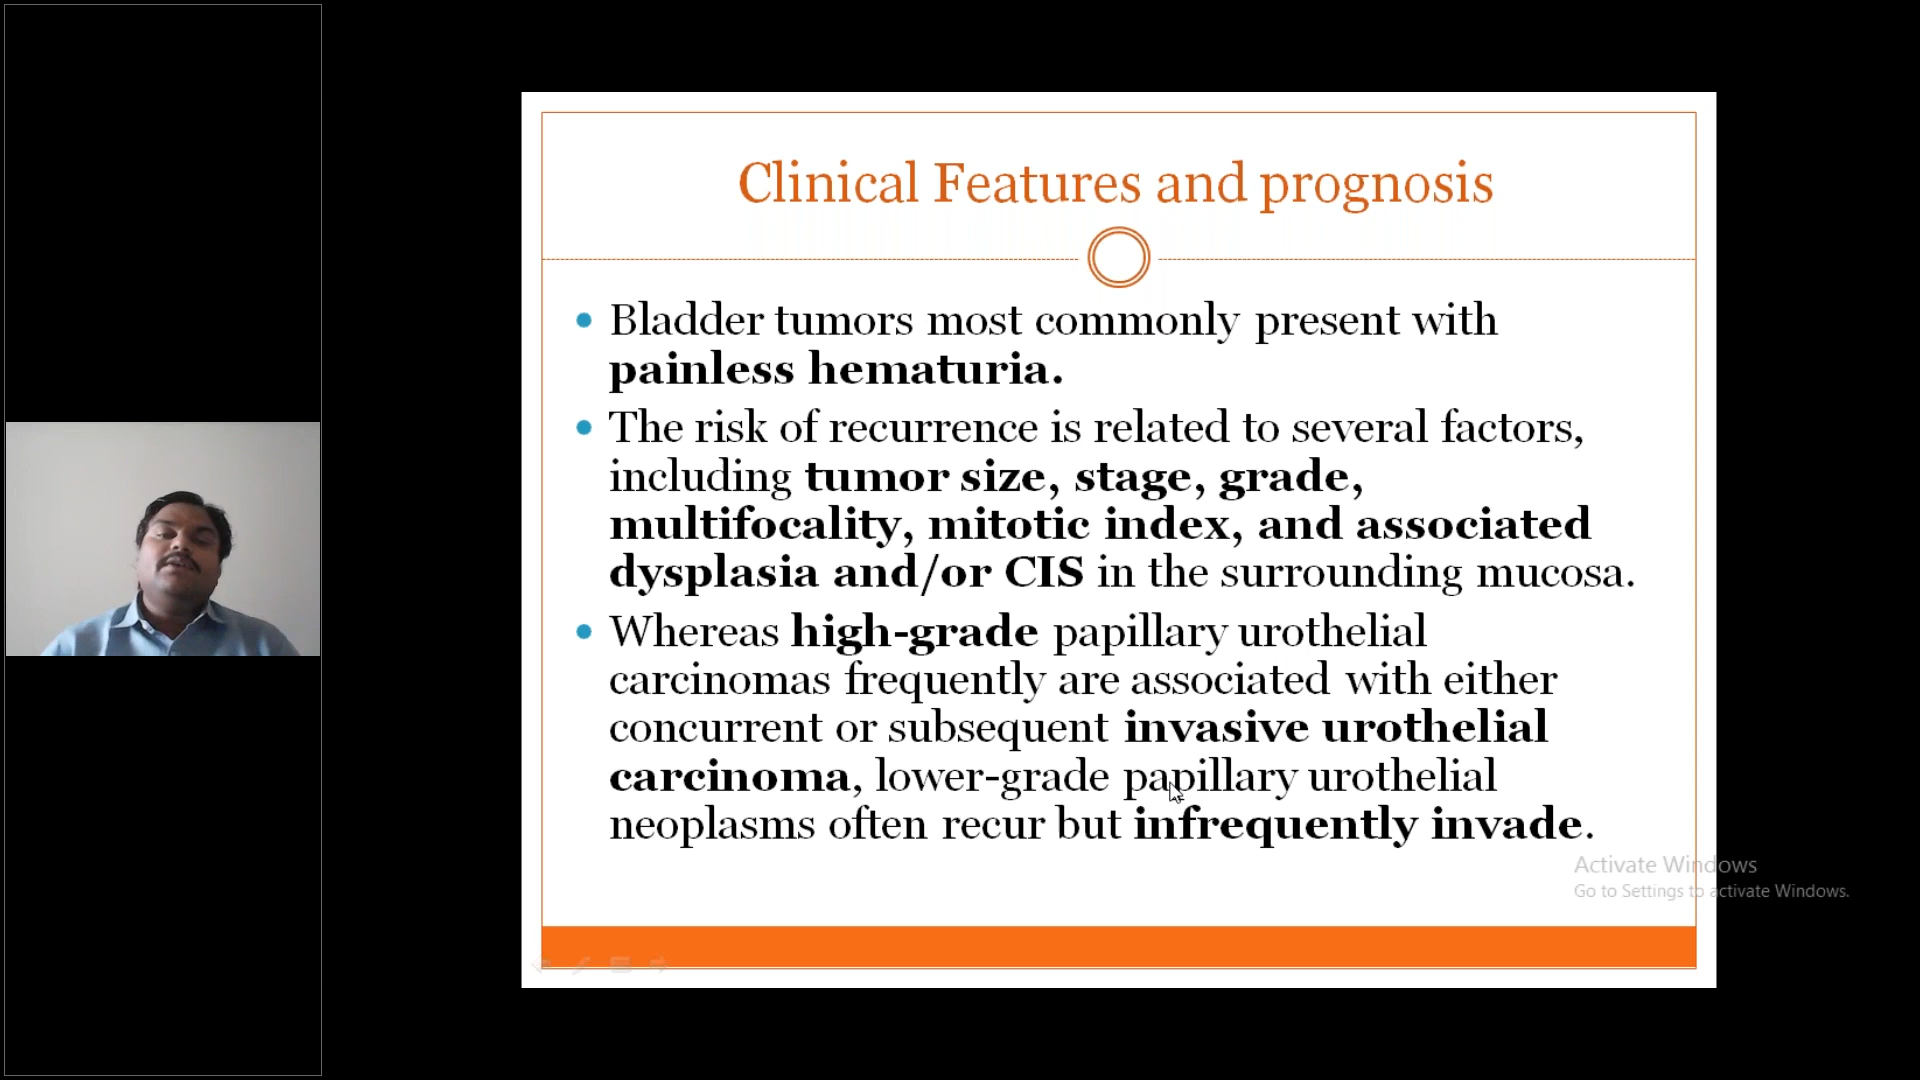 Clinical Features and prognosis
• Bladder tumors most commonly present with
painless hematuria.
• The risk of recurrence is related to several factors,
including tumor size, stage, grade,
multifocality, mitotic index, and associated
dysplasia and/or CIS in the surrounding mucosa.
• Whereas high-grade papillary urothelial
carcinomas frequently are associated with either
concurrent or subsequent invasive urothelial
carcinoma, lower-grade papillary urothelial
neoplasms often recur but infrequently invade.
Activate Windows
Go to Settings to activate Windows.